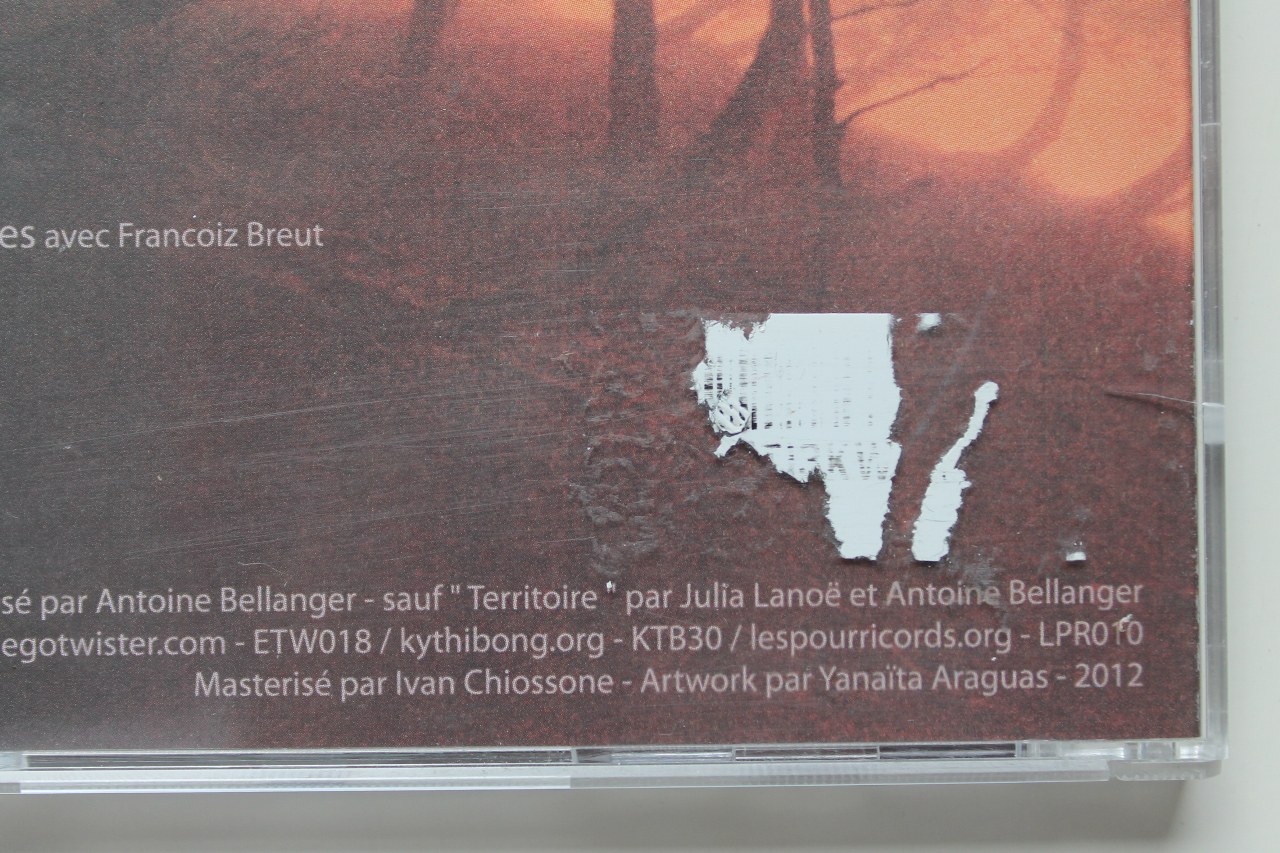 es avec Francoiz Breut
sé par Antoine Bellanger - sauf " Territoire " par Julia Lanoë et Antoine Bellanger
egotwister.com - ETW018 / kythibong.org - KTB30 / lespourricords.org - LPR010
Masterisé par Ivan Chiossone - Artwork par Yanaïta Araguas - 2012